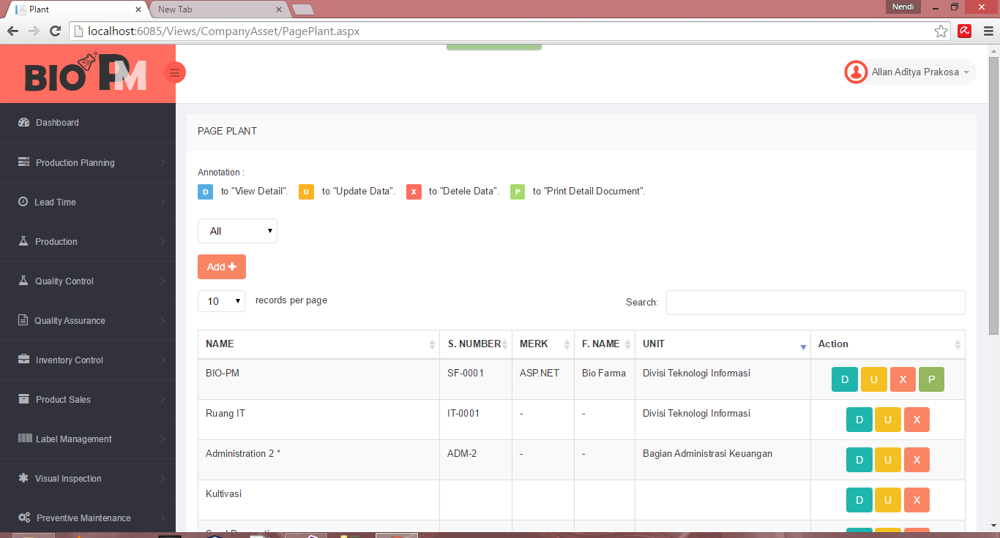 Plant
New Tab
Nendi
localhost:6085/Views/CompanyAsset/PagePlant.aspx
BIO PM
Allan Aditya Prakosa
Dashboard
Production Planning
Lead Time
Production
Quality Control
Quality Assurance
Inventory Control
Product Sales
Label Management
Visual Inspection
Preventive Maintenance
PAGE PLANT
Annotation :
D to "View Detail". U to "Update Data". X to "Detele Data". P to "Print Detail Document".
All
Add
10 records per page
Search:
NAME S. NUMBER MERK F. NAME UNIT Action
BIO-PM SF-0001 ASP.NET Bio Farma Divisi Teknologi Informasi D U X P
Ruang IT IT-0001 - - Divisi Teknologi Informasi D U X
Administration 2 * ADM-2 - - Bagian Administrasi Keuangan D U X
Kultivasi D U X